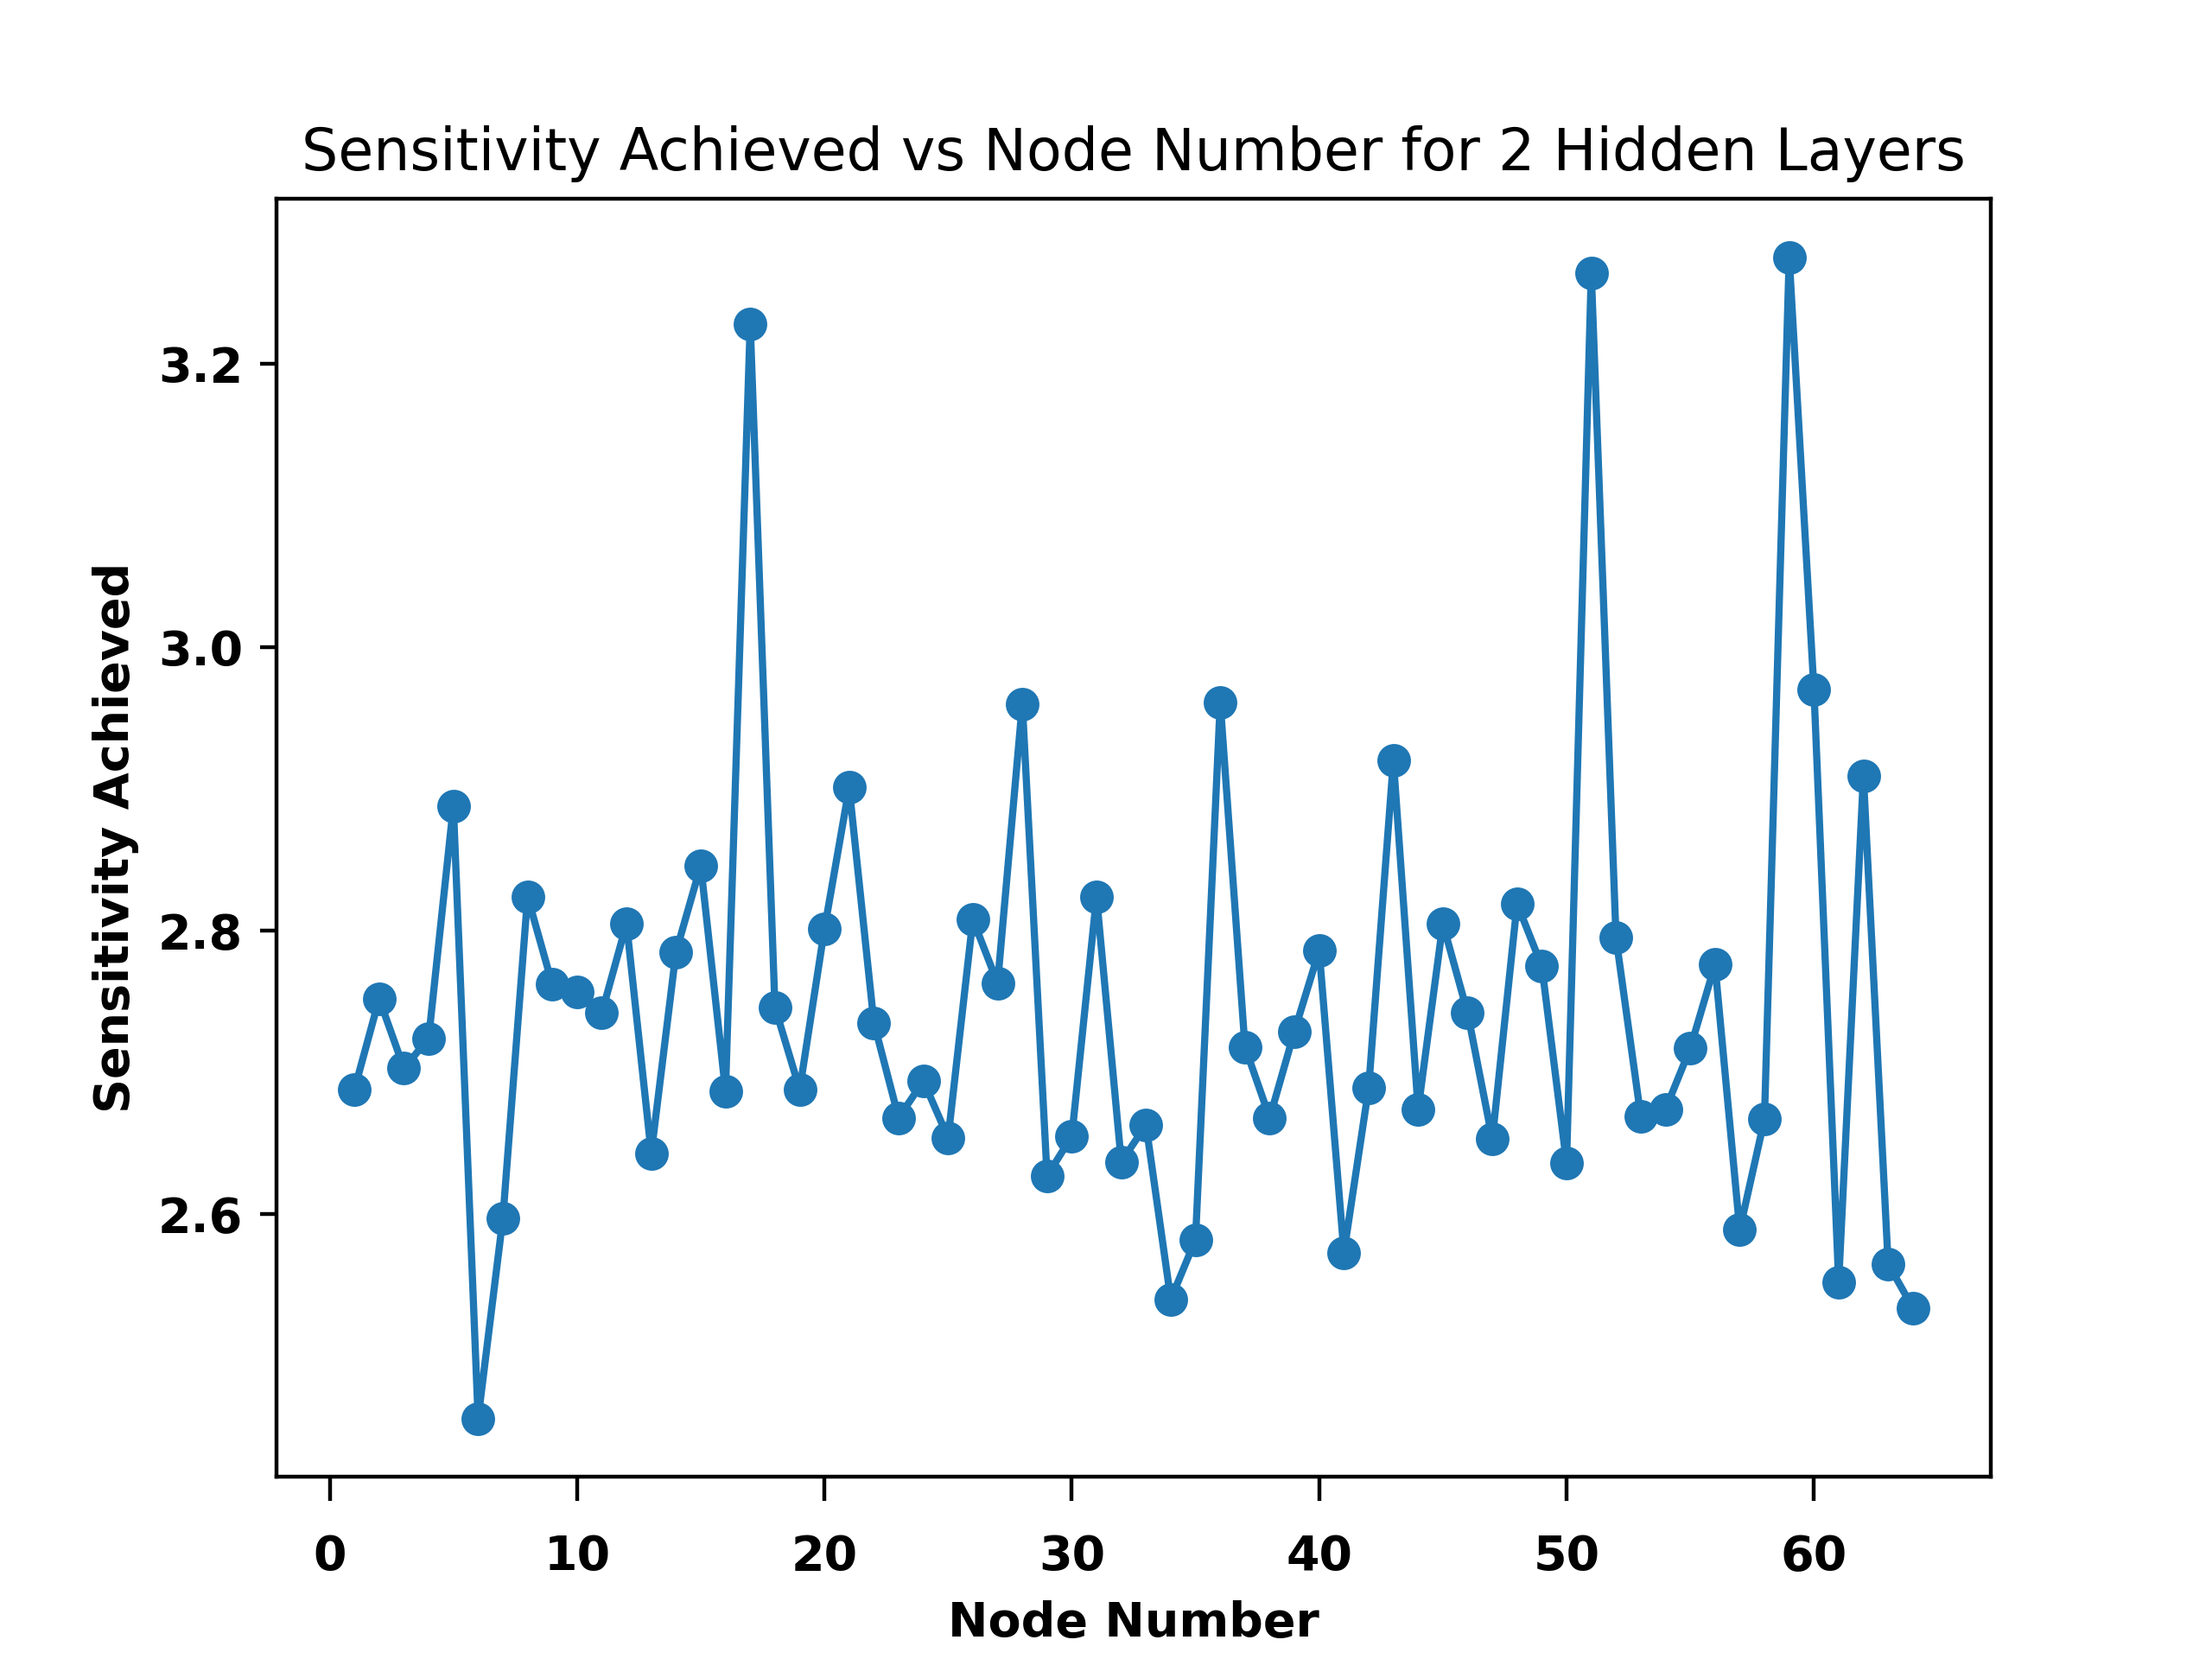 Sensitivity Achieved vs Node Number for 2 Hidden Layers
Sensitivity Achieved
3.2
3.0
2.8
2.6
0 10 20 30 40 50 60
Node Number